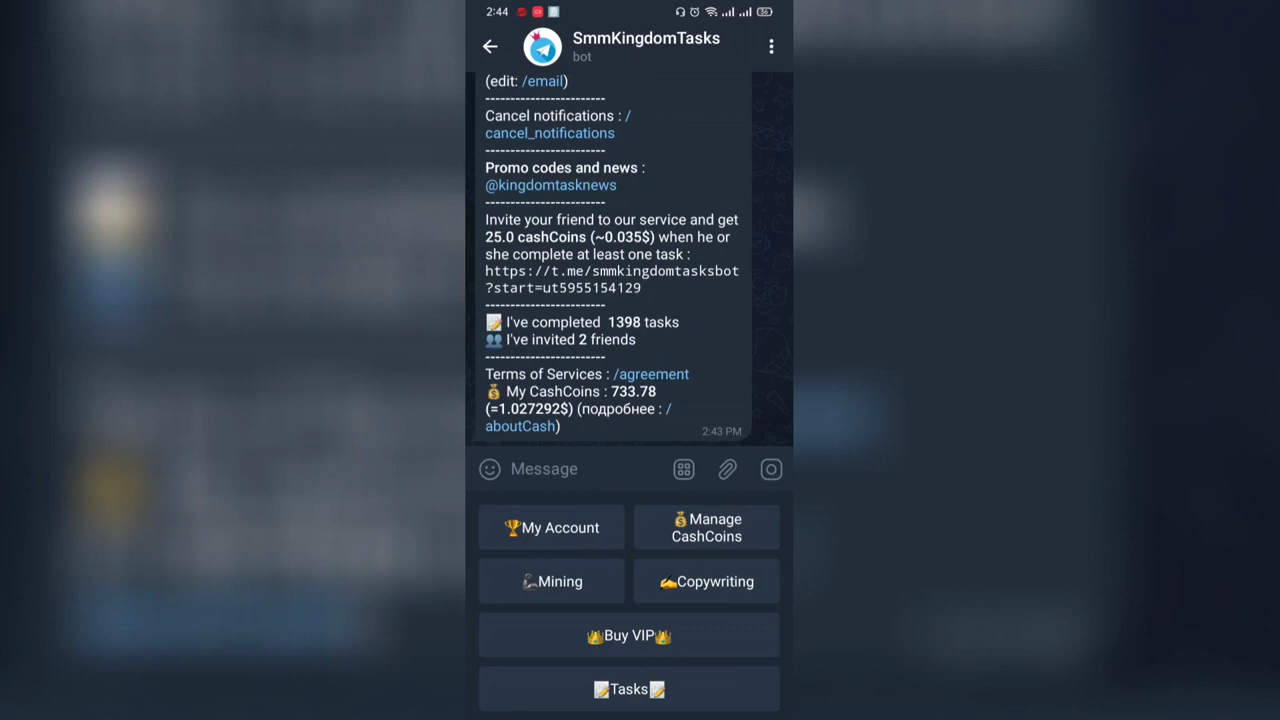 2:44
56
SmmKingdomTasks
bot
(edit: /email)
------------------------
Cancel notifications : /
cancel_notifications
------------------------
Promo codes and news :
@kingdomtasknews
------------------------
Invite your friend to our service and get
25.0 cashCoins (~0.035$) when he or
she complete at least one task :
https://t.me/smmkingdomtasksbot
?start=ut5955154129
------------------------
📝 I've completed 1398 tasks
👥 I've invited 2 friends
------------------------
Terms of Services : /agreement
💰 My CashCoins : 733.78
(=1.027292$) (подробнее : /
aboutCash)
2:43 PM
Message
🏆My Account
💰Manage
CashCoins
🦾Mining
✍Copywriting
👑Buy VIP👑
📝Tasks📝